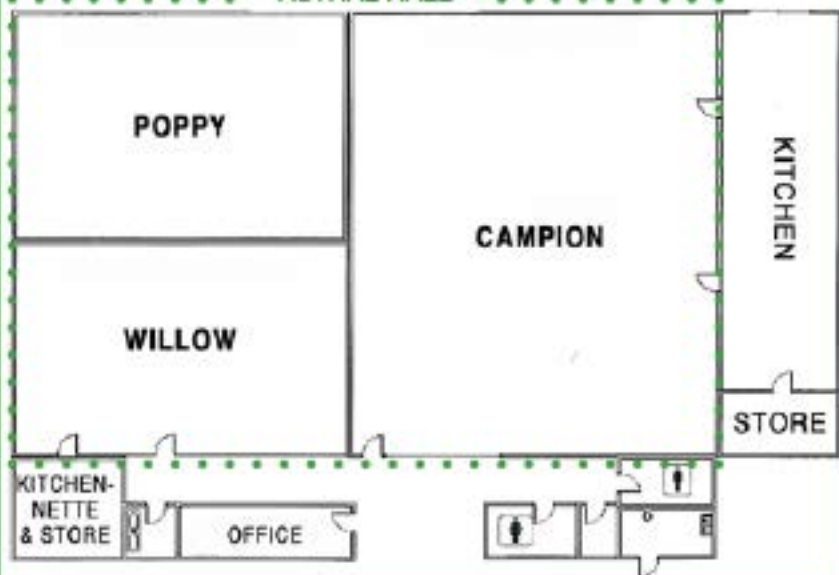 POPPY
CAMPION
KITCHEN
WILLOW
STORE
KITCHEN-
NETTE
& STORE
OFFICE